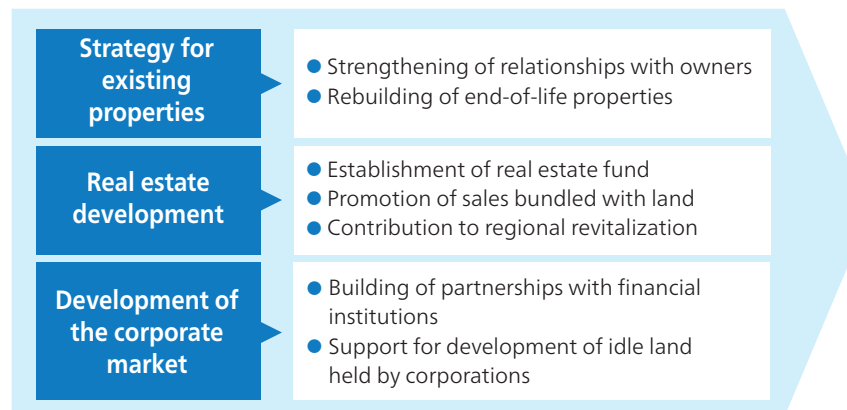 Strategy for
existing
properties
● Strengthening of relationships with owners
● Rebuilding of end-of-life properties
Real estate
development
● Establishment of real estate fund
● Promotion of sales bundled with land
● Contribution to regional revitalization
Development of
the corporate
market
● Building of partnerships with financial
institutions
● Support for development of idle land
held by corporations